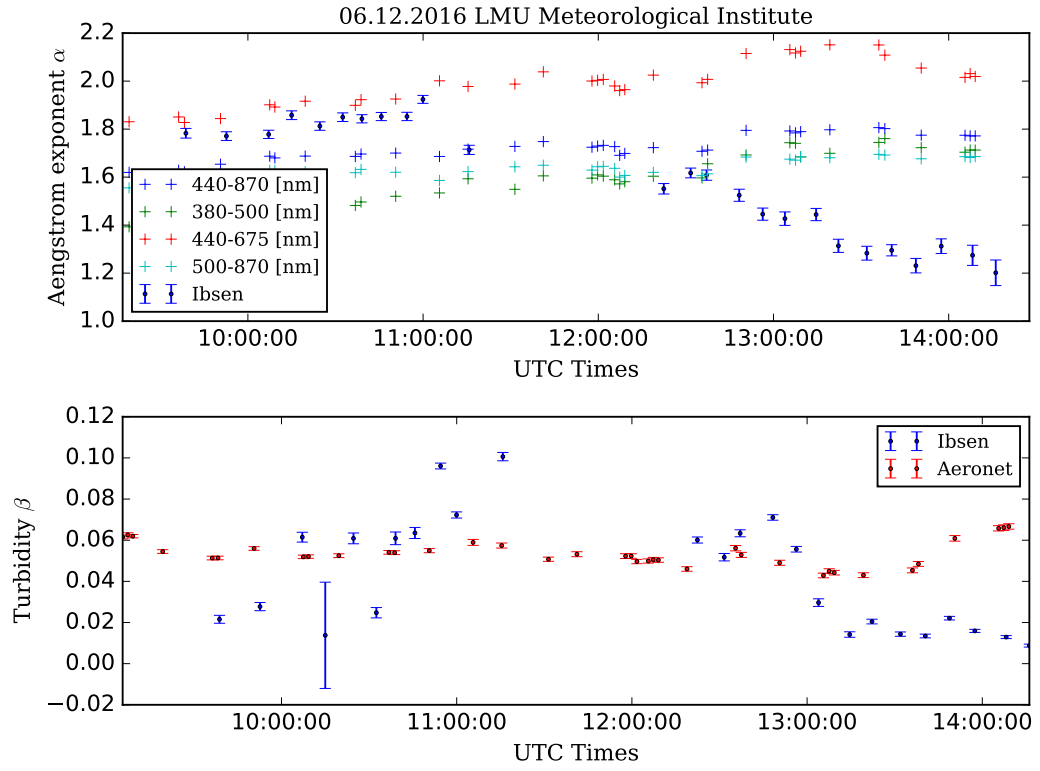 06.12.2016 LMU Meteorological Institute
2.2
2.0
1.8
1.6
1.4
1.2
1.0
Aengstrom exponent α
440-870 [nm]
380-500 [nm]
440-675 [nm]
500-870 [nm]
Ibsen
10:00:00 11:00:00 12:00:00 13:00:00 14:00:00
UTC Times
0.12
0.10
0.08
0.06
0.04
0.02
0.00
−0.02
Turbidity β
Ibsen
Aeronet
10:00:00 11:00:00 12:00:00 13:00:00 14:00:00
UTC Times